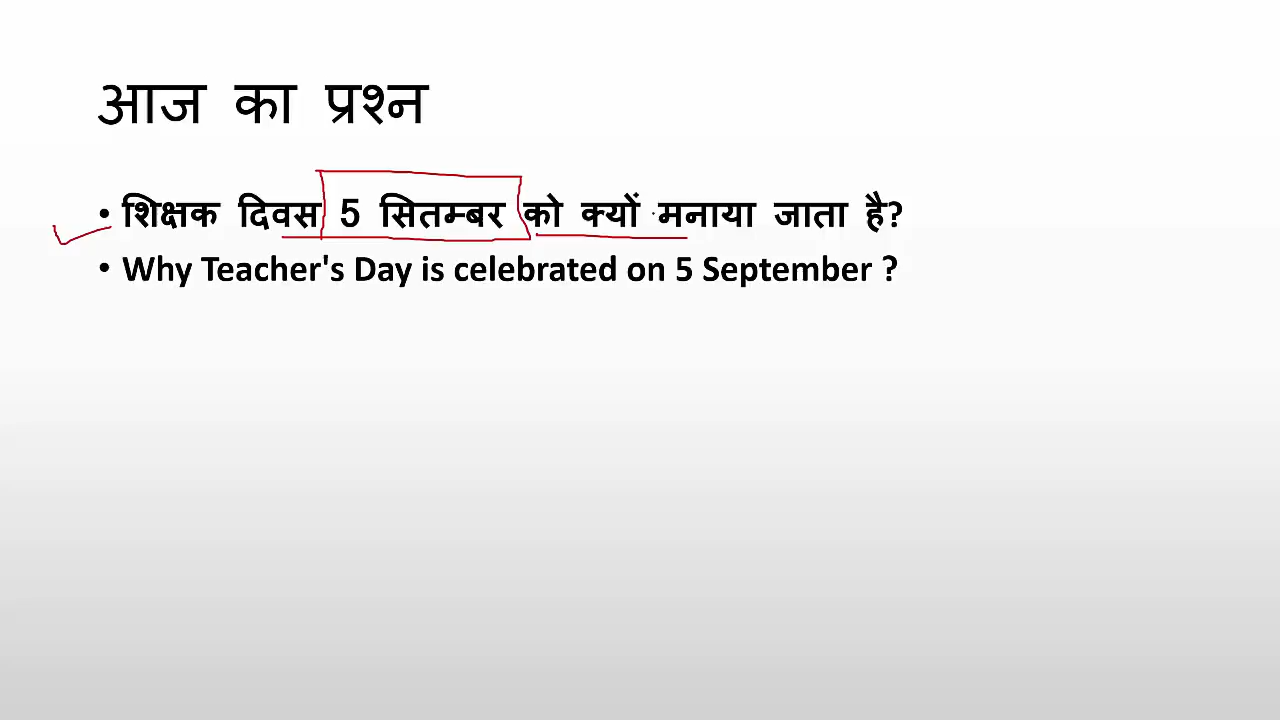 आज का प्रश्न
• शिक्षक दिवस 5 सितम्बर को क्यों मनाया जाता है?
• Why Teacher's Day is celebrated on 5 September ?